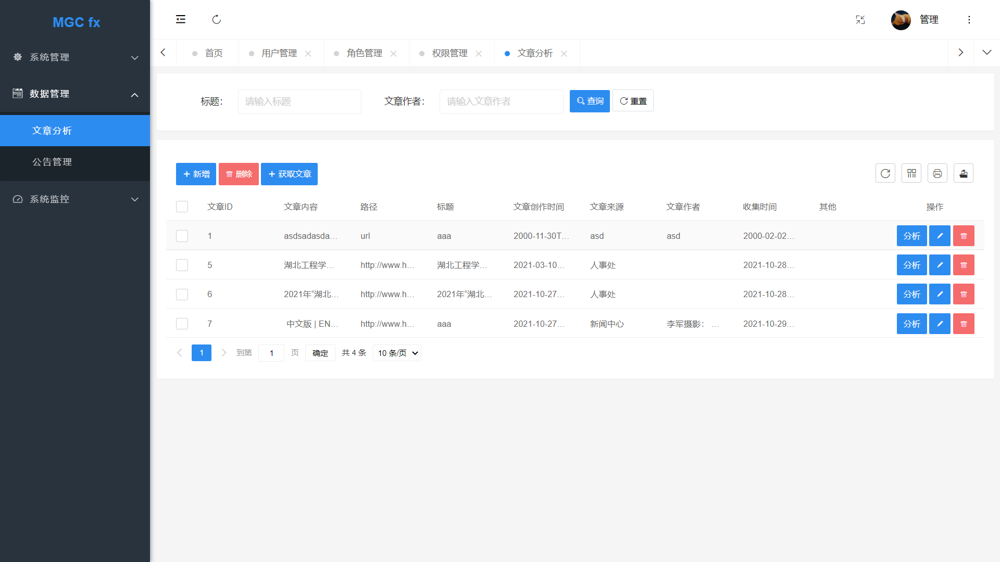 MGC fx
管理
系统管理
数据管理
文章分析
公告管理
系统监控
首页 用户管理 角色管理 权限管理 文章分析
标题： 请输入标题 文章作者： 请输入文章作者 查询 重置
新增 删除 获取文章
文章ID 文章内容 路径 标题 文章创作时间 文章来源 文章作者 收集时间 其他 操作
1 asdsadasda... url aaa 2000-11-30T... asd asd 2000-02-02... 分析
5 湖北工程学... http://www.h... 湖北工程学... 2021-03-10... 人事处 2021-10-28... 分析
6 2021年“湖北... http://www.h... 2021年“湖北... 2021-10-27... 人事处 2021-10-28... 分析
7 中文版 | EN... http://www.h... aaa 2021-10-27... 新闻中心 李军摄影： ... 2021-10-29... 分析
1 到第 1 页 确定 共 4 条 10 条/页